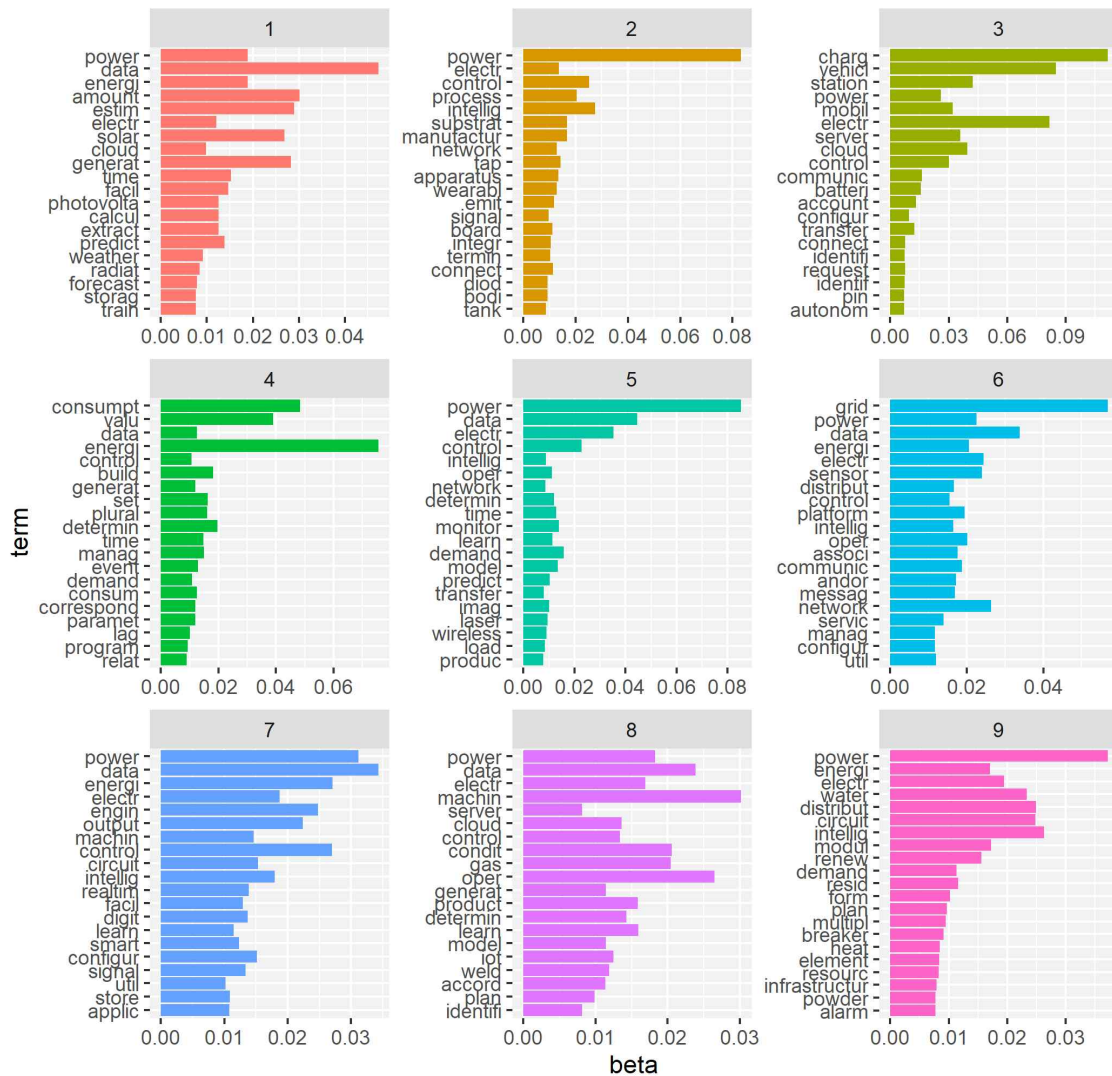 1
power
data
energi
amount
estim
electr
solar
cloud
generat
time
facil
photovolta
calcul
extract
predict
weather
radiat
forecast
storag
train
0.00 0.01 0.02 0.03 0.04
2
power
electr
control
process
intellig
substrat
manufactur
network
tap
apparatus
wearabl
emit
signal
board
integr
termin
connect
diod
bodi
tank
0.00 0.02 0.04 0.06 0.08
3
charg
vehicl
station
power
mobil
electr
server
cloud
control
communic
batteri
account
configur
transfer
connect
identifi
request
identif
pin
autonom
0.00 0.03 0.06 0.09
4
consumpt
valu
data
energi
control
build
generat
set
plural
determin
time
manag
event
demand
consum
correspond
paramet
lag
program
relat
0.00 0.02 0.04 0.06
5
power
data
electr
control
intellig
oper
network
determin
time
monitor
learn
demand
model
predict
transfer
imag
laser
wireless
load
produc
0.00 0.02 0.04 0.06 0.08
6
grid
power
data
energi
electr
sensor
distribut
control
platform
intellig
oper
associ
communic
andor
messag
network
servic
manag
configur
util
0.00 0.02 0.04
7
power
data
energi
electr
engin
output
machin
control
circuit
intellig
realtim
facil
digit
learn
smart
configur
signal
util
store
applic
0.00 0.01 0.02 0.03
8
power
data
electr
machin
server
cloud
control
condit
gas
oper
generat
product
determin
learn
model
iot
weld
accord
plan
identifi
0.00 0.01 0.02 0.03
9
power
energi
electr
water
distribut
circuit
intellig
modul
renew
demand
resid
form
plan
multipl
breaker
heat
element
resourc
infrastructur
powder
alarm
0.00 0.01 0.02 0.03
term
beta